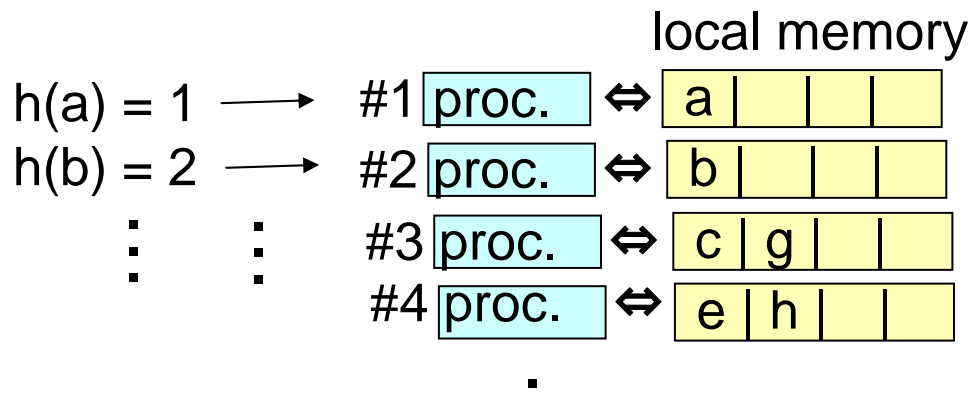 local memory
h(a) = 1 → #1 proc. ⇔ a
h(b) = 2 → #2 proc. ⇔ b
⋮ ⋮ #3 proc. ⇔ c g
#4 proc. ⇔ e h
.